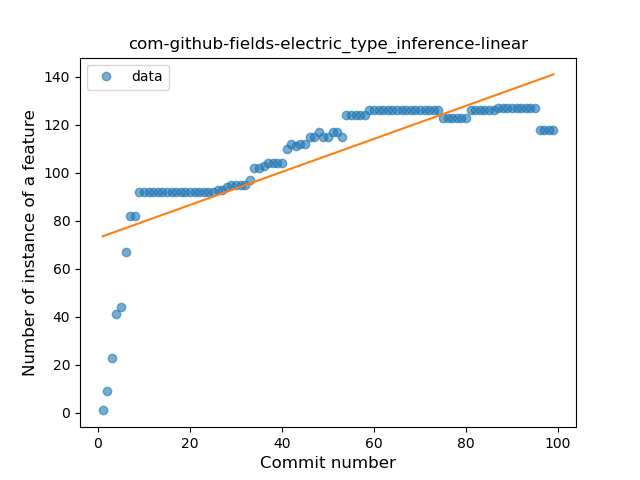 com-github-fields-electric_type_inference-linear
data
Number of instance of a feature
140
120
100
80
60
40
20
0
0 20 40 60 80 100
Commit number